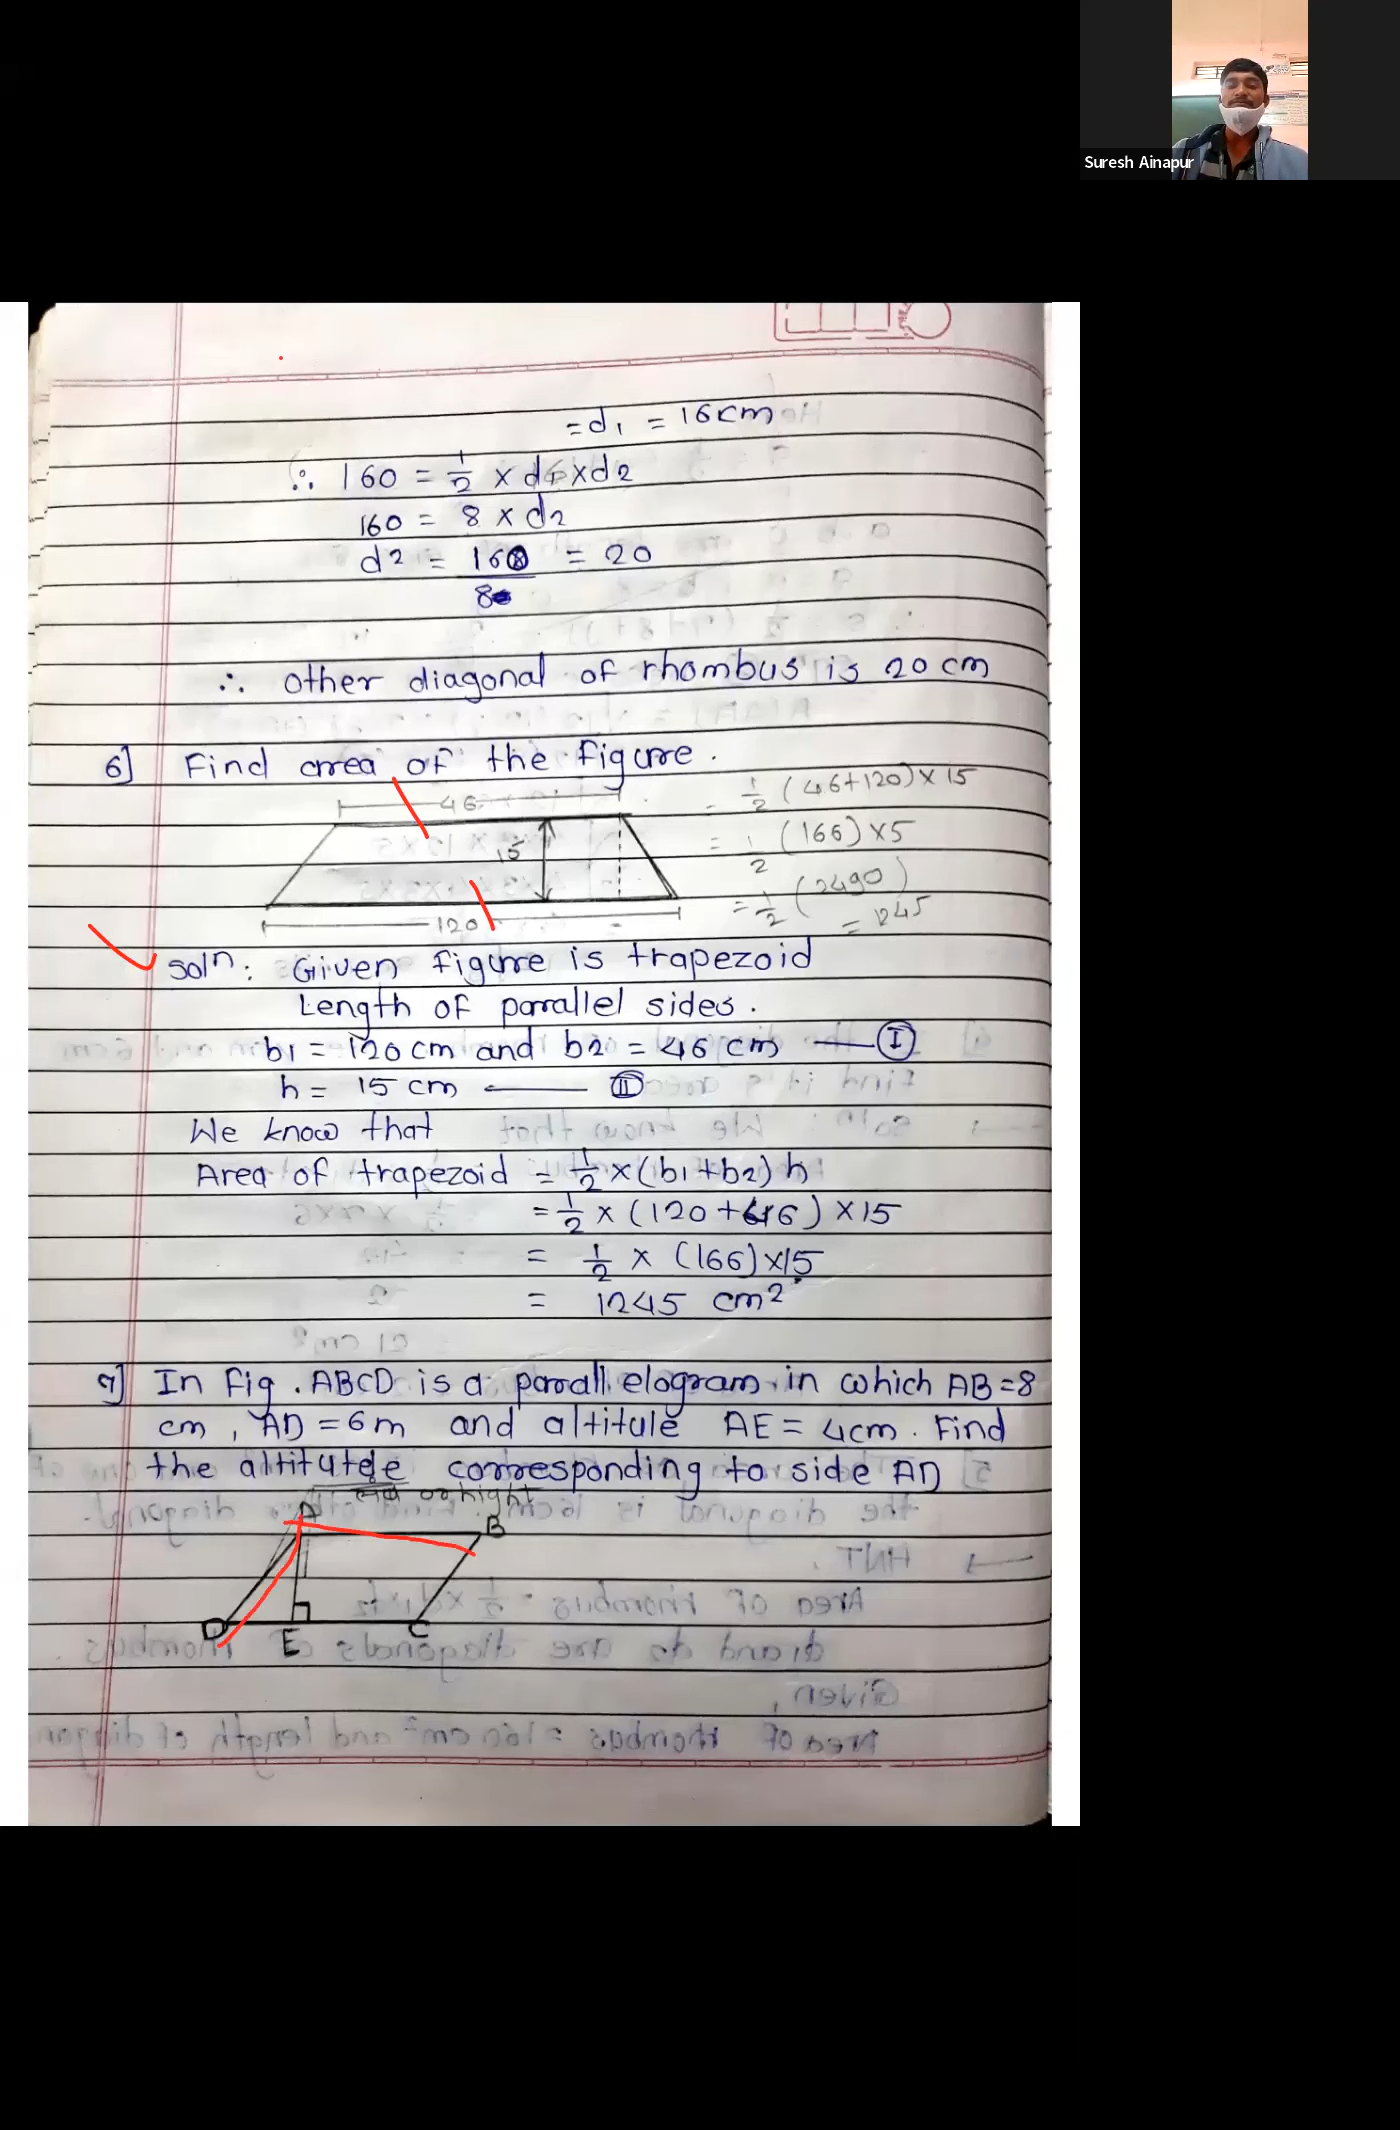 Suresh Ainapur
= d1 = 16cm
∴ 160 = 1/2 × d1 × d2
160 = 8 × d2
d2 = 160/8 = 20
∴ other diagonal of rhombus is 20 cm
6] Find area of the figure.
46
15
120
= 1/2 (46+120) × 15
= 1/2 (166) × 5
= 1/2 (2490)
= 1245
Soln: Given figure is trapezoid
Length of parallel sides.
b1 = 120 cm and b2 = 46 cm — I
h = 15 cm — II
We know that
Area of trapezoid = 1/2 × (b1 + b2) h
= 1/2 × (120 + 46) × 15
= 1/2 × (166) × 15
= 1245 cm²
7] In Fig. ABCD is a parallelogram in which AB = 8
cm, AD = 6m and altitule AE = 4cm. Find
the altitutde corresponding to side AD
or hight
A
B
D
E
C